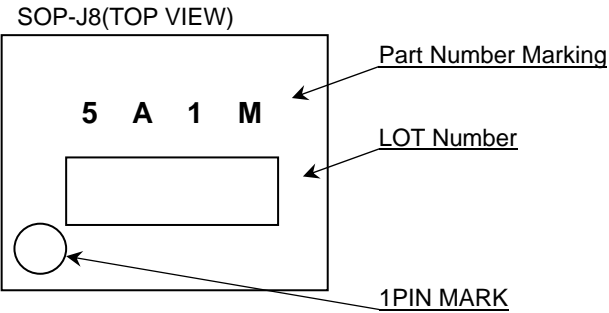 SOP-J8(TOP VIEW)
Part Number Marking
5 A 1 M
LOT Number
1PIN MARK